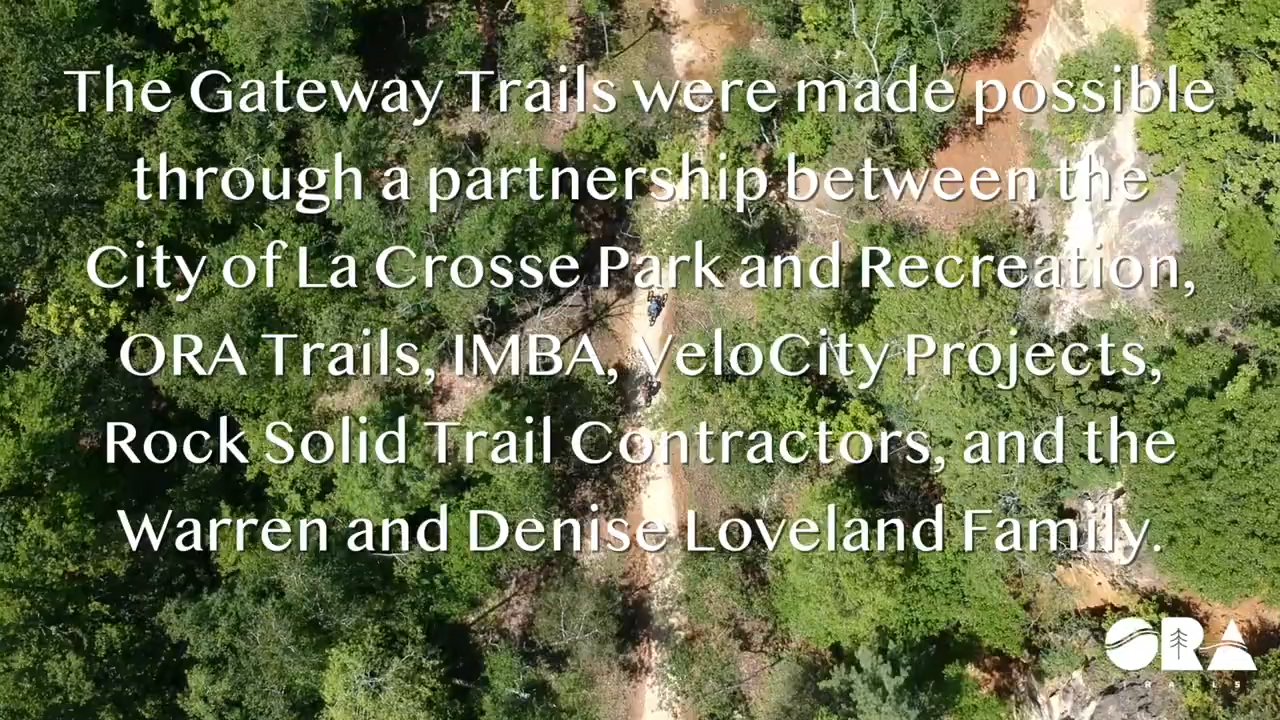 The Gateway Trails were made possible
through a partnership between the
City of La Crosse Park and Recreation,
ORA Trails, IMBA, VeloCity Projects,
Rock Solid Trail Contractors, and the
Warren and Denise Loveland Family.
ORA